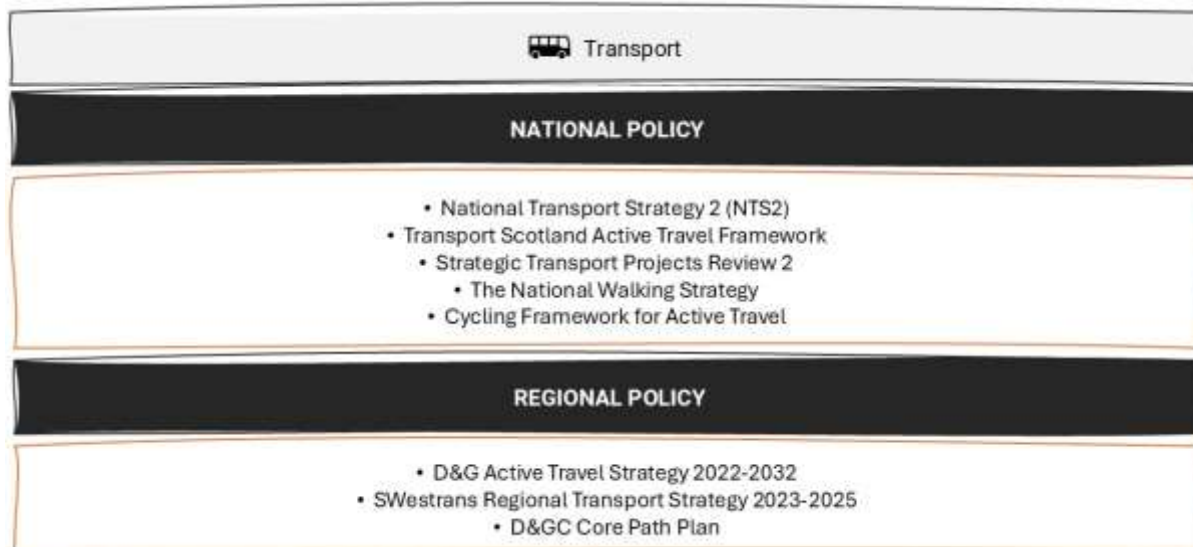 Transport
NATIONAL POLICY
• National Transport Strategy 2 (NTS2)
• Transport Scotland Active Travel Framework
• Strategic Transport Projects Review 2
• The National Walking Strategy
• Cycling Framework for Active Travel
REGIONAL POLICY
• D&G Active Travel Strategy 2022-2032
• SWestrans Regional Transport Strategy 2023-2025
• D&GC Core Path Plan